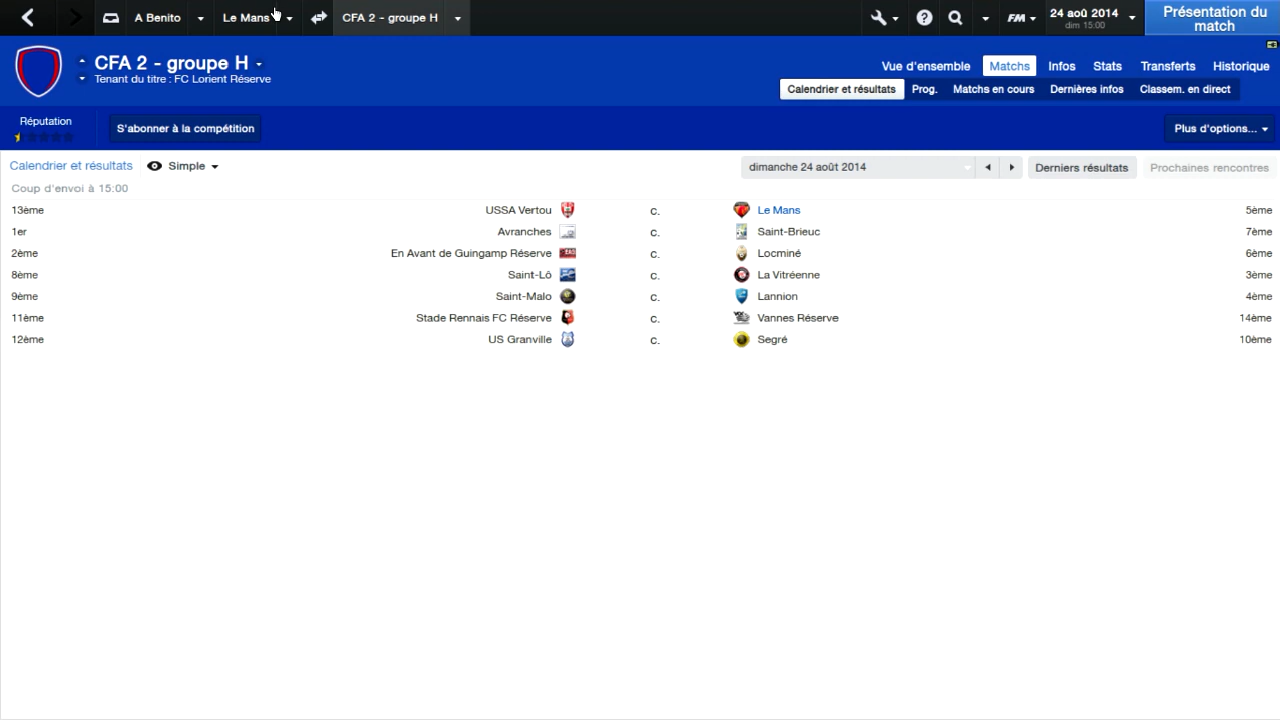 A Benito Le Mans CFA 2 - groupe H FM 24 aoû 2014 Présentation du
dim 15:00 match
CFA 2 - groupe H
Tenant du titre : FC Lorient Réserve
Vue d'ensemble Matchs Infos Stats Transferts Historique
Calendrier et résultats Prog. Matchs en cours Dernières infos Classem. en direct
Réputation
S'abonner à la compétition Plus d'options...
Calendrier et résultats Simple dimanche 24 août 2014 Derniers résultats Prochaines rencontres
Coup d'envoi à 15:00
13ème USSA Vertou c. Le Mans 5ème
1er Avranches c. Saint-Brieuc 7ème
2ème En Avant de Guingamp Réserve c. Locminé 6ème
8ème Saint-Lô c. La Vitréenne 3ème
9ème Saint-Malo c. Lannion 4ème
11ème Stade Rennais FC Réserve c. Vannes Réserve 14ème
12ème US Granville c. Segré 10ème